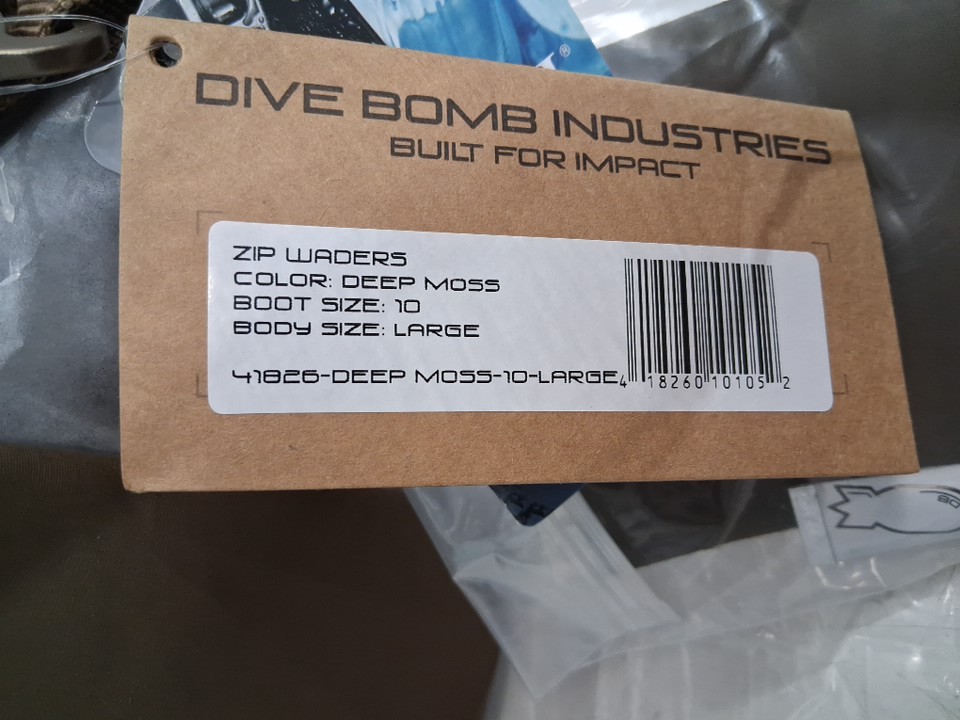 ®
DIVE BOMB INDUSTRIES
BUILT FOR IMPACT
ZIP WADERS
COLOR: DEEP MOSS
BOOT SIZE: 10
BODY SIZE: LARGE
41826-DEEP MOSS-10-LARGE
4 18260 10105 2